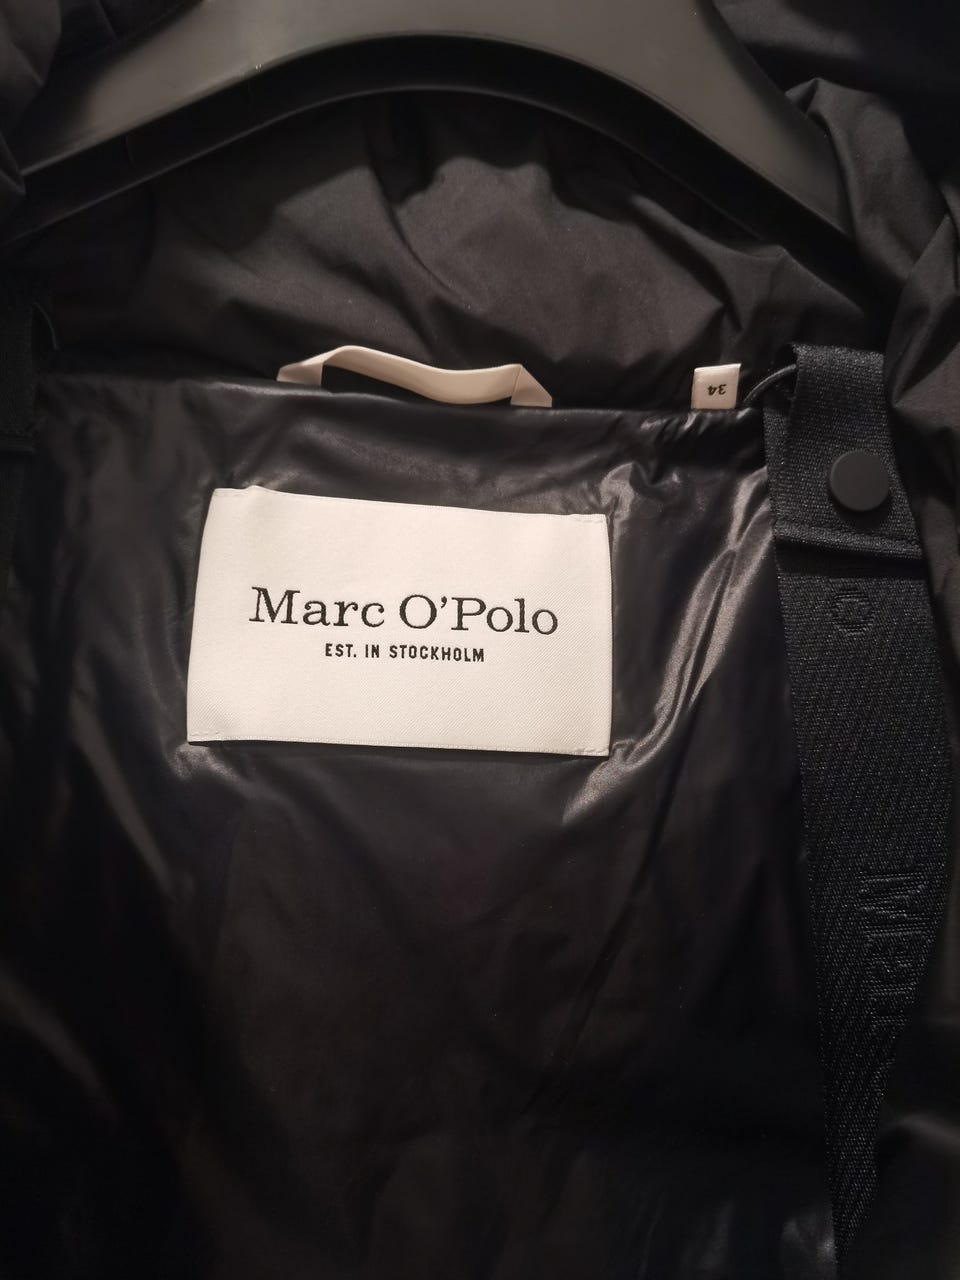 34
Marc O'Polo
EST. IN STOCKHOLM